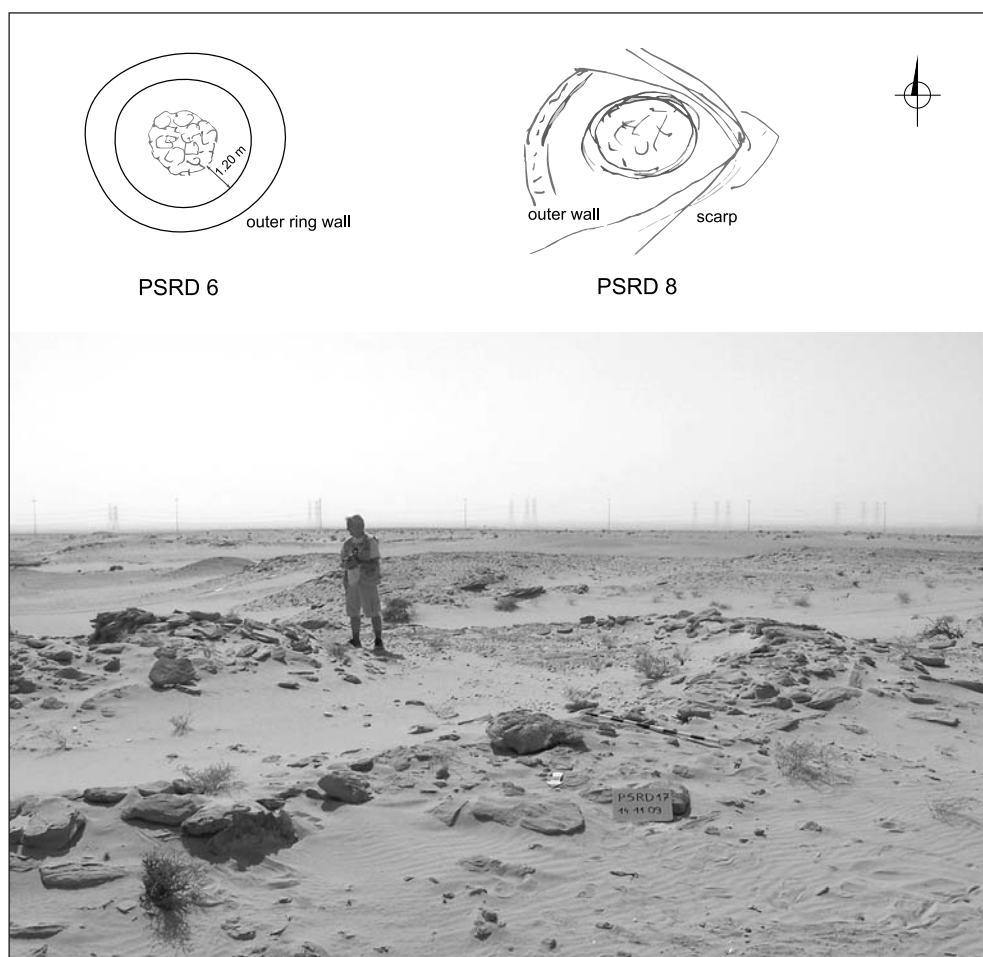 1.20 m
outer ring wall
PSRD 6
outer wall
scarp
PSRD 8
PSRD 17
14 11 09